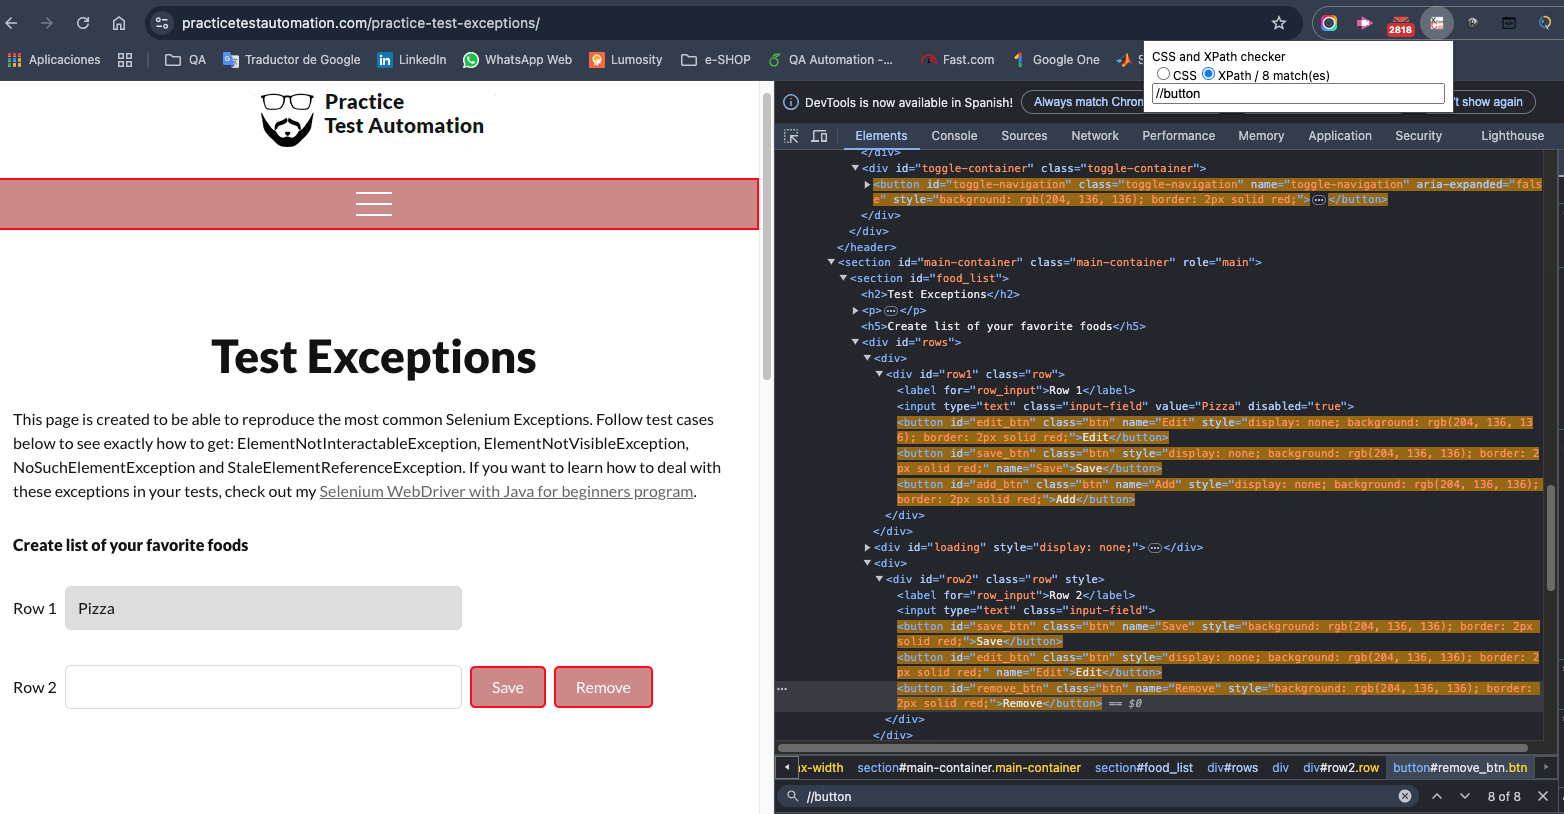 practicetestautomation.com/practice-test-exceptions/
2818
Aplicaciones
QA
Traductor de Google
LinkedIn
WhatsApp Web
Lumosity
e-SHOP
QA Automation -...
Fast.com
Google One
S
CSS and XPath checker
CSS XPath / 8 match(es)
//button
DevTools is now available in Spanish!
Always match Chron
't show again
Elements
Console
Sources
Network
Performance
Memory
Application
Security
Lighthouse
Practice
Test Automation
Test Exceptions
This page is created to be able to reproduce the most common Selenium Exceptions. Follow test cases
below to see exactly how to get: ElementNotInteractableException, ElementNotVisibleException,
NoSuchElementException and StaleElementReferenceException. If you want to learn how to deal with
these exceptions in your tests, check out my Selenium WebDriver with Java for beginners program.
Create list of your favorite foods
Row 1 Pizza
Row 2 Save Remove
</div>
<div id="toggle-container" class="toggle-container">
<button id="toggle-navigation" class="toggle-navigation" name="toggle-navigation" aria-expanded="fals
e" style="background: rgb(204, 136, 136); border: 2px solid red;">…</button>
</div>
</div>
</header>
<section id="main-container" class="main-container" role="main">
<section id="food_list">
<h2>Test Exceptions</h2>
<p>…</p>
<h5>Create list of your favorite foods</h5>
<div id="rows">
<div>
<div id="row1" class="row">
<label for="row_input">Row 1</label>
<input type="text" class="input-field" value="Pizza" disabled="true">
<button id="edit_btn" class="btn" name="Edit" style="display: none; background: rgb(204, 136, 13
6); border: 2px solid red;">Edit</button>
<button id="save_btn" class="btn" style="display: none; background: rgb(204, 136, 136); border: 2
px solid red;" name="Save">Save</button>
<button id="add_btn" class="btn" name="Add" style="display: none; background: rgb(204, 136, 136);
border: 2px solid red;">Add</button>
</div>
</div>
<div id="loading" style="display: none;">…</div>
<div>
<div id="row2" class="row" style>
<label for="row_input">Row 2</label>
<input type="text" class="input-field">
<button id="save_btn" class="btn" name="Save" style="background: rgb(204, 136, 136); border: 2px
solid red;">Save</button>
<button id="edit_btn" class="btn" style="display: none; background: rgb(204, 136, 136); border: 2
px solid red;" name="Edit">Edit</button>
<button id="remove_btn" class="btn" name="Remove" style="background: rgb(204, 136, 136); border:
2px solid red;">Remove</button> == $0
</div>
</div>
x-width
section#main-container.main-container
section#food_list
div#rows
div
div#row2.row
button#remove_btn.btn
//button
8 of 8